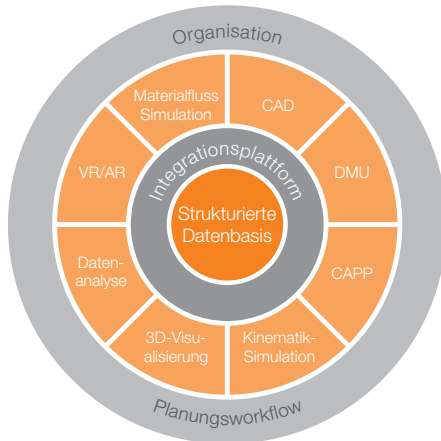 Organisation
Materialfluss
Simulation
CAD
VR/AR
DMU
Integrationsplattform
Strukturierte
Datenbasis
Daten-
analyse
CAPP
3D-Visu-
alisierung
Kinematik-
Simulation
Planungsworkflow